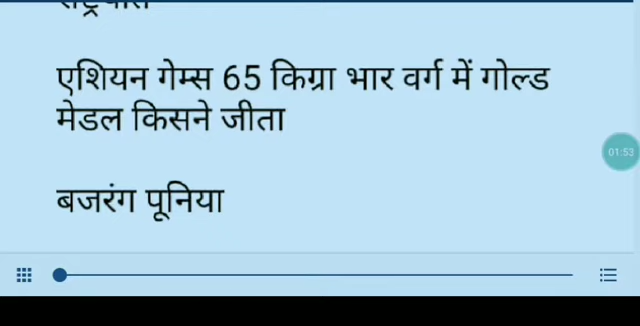 एशियन गेम्स 65 किग्रा भार वर्ग में गोल्ड
मेडल किसने जीता
बजरंग पूनिया
01:53